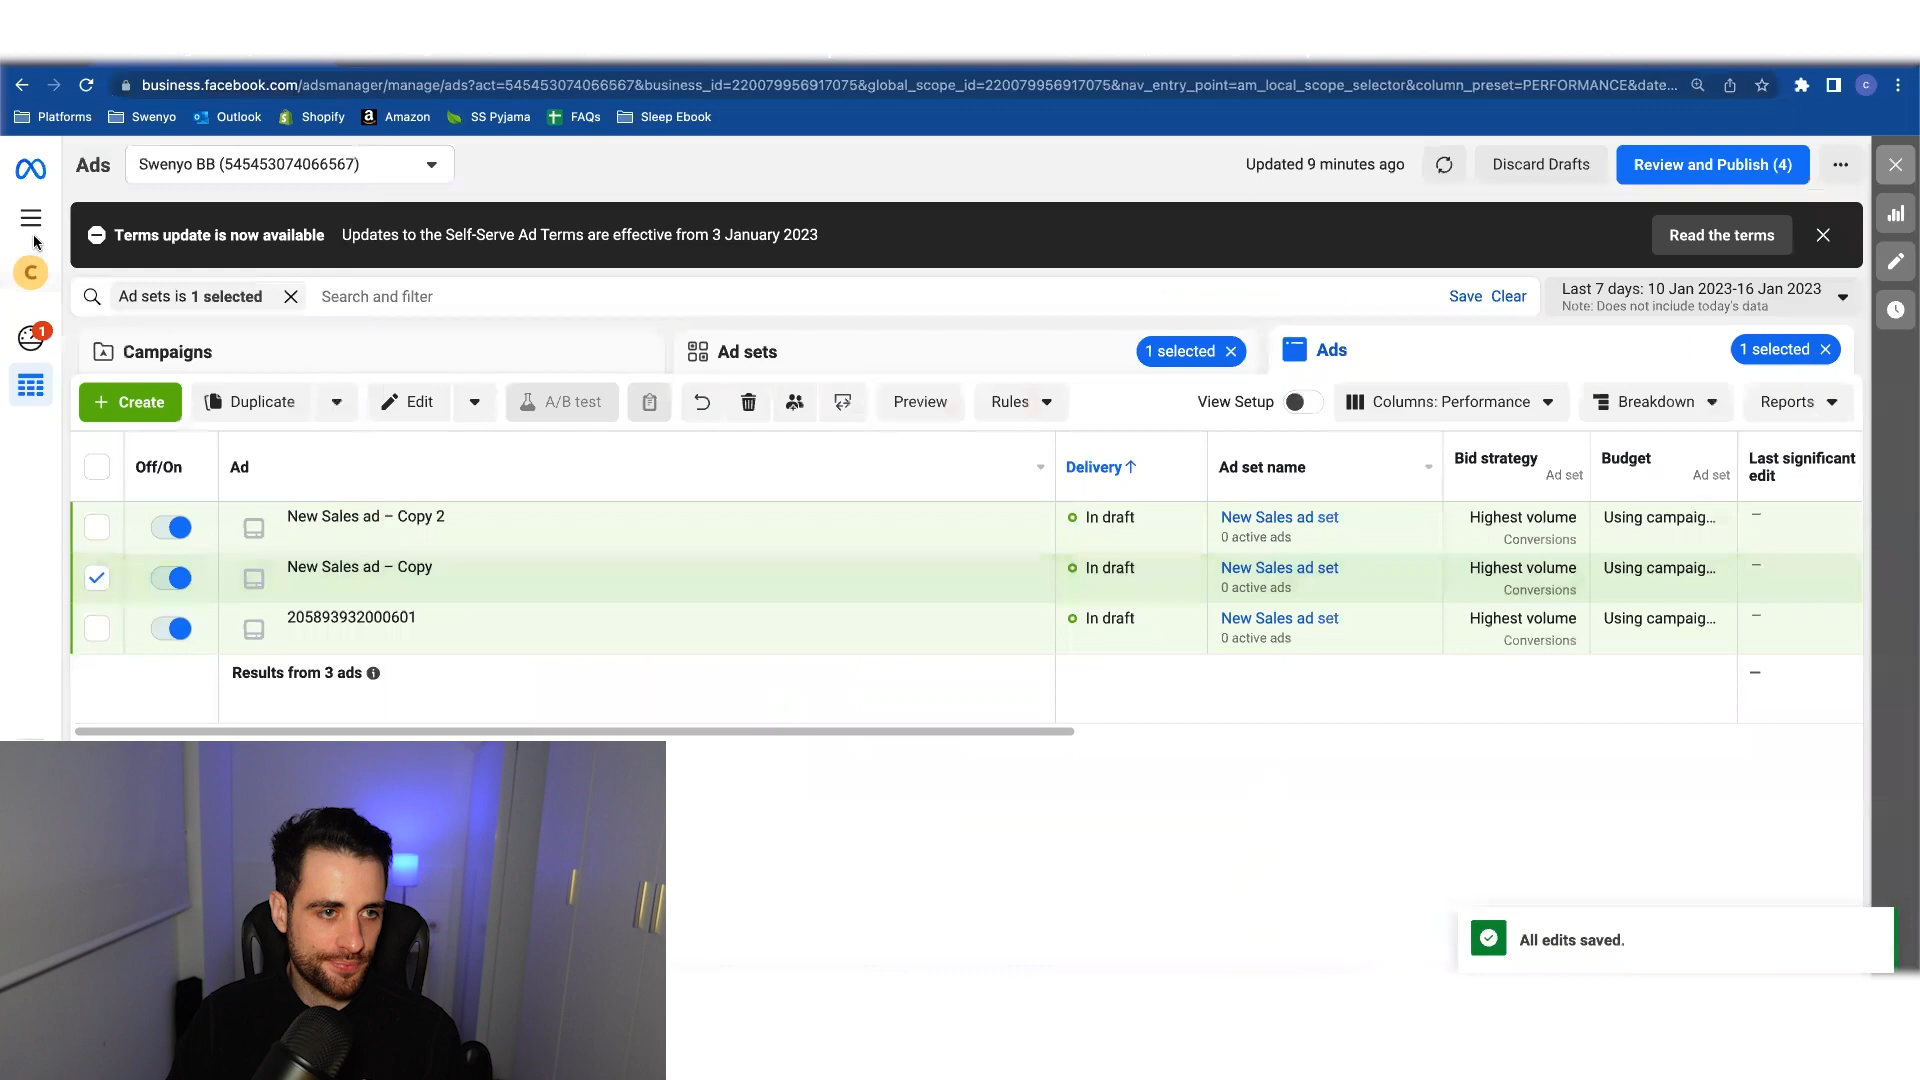 business.facebook.com/adsmanager/manage/ads?act=545453074066567&business_id=220079956917075&global_scope_id=220079956917075&nav_entry_point=am_local_scope_selector&column_preset=PERFORMANCE&date...
C
Platforms Swenyo Outlook Shopify Amazon SS Pyjama FAQs Sleep Ebook
Ads Swenyo BB (545453074066567) Updated 9 minutes ago Discard Drafts Review and Publish (4)
Terms update is now available Updates to the Self-Serve Ad Terms are effective from 3 January 2023 Read the terms
C
Ad sets is 1 selected Search and filter Save Clear Last 7 days: 10 Jan 2023-16 Jan 2023
Note: Does not include today's data
1
Campaigns Ad sets 1 selected Ads 1 selected
+ Create Duplicate Edit A/B test Preview Rules View Setup Columns: Performance Breakdown Reports
Off/On Ad Delivery ↑ Ad set name Bid strategy Ad set Budget Ad set Last significant edit
New Sales ad – Copy 2 In draft New Sales ad set Highest volume Using campaig... –
0 active ads Conversions
New Sales ad – Copy In draft New Sales ad set Highest volume Using campaig... –
0 active ads Conversions
205893932000601 In draft New Sales ad set Highest volume Using campaig... –
0 active ads Conversions
Results from 3 ads –
All edits saved.